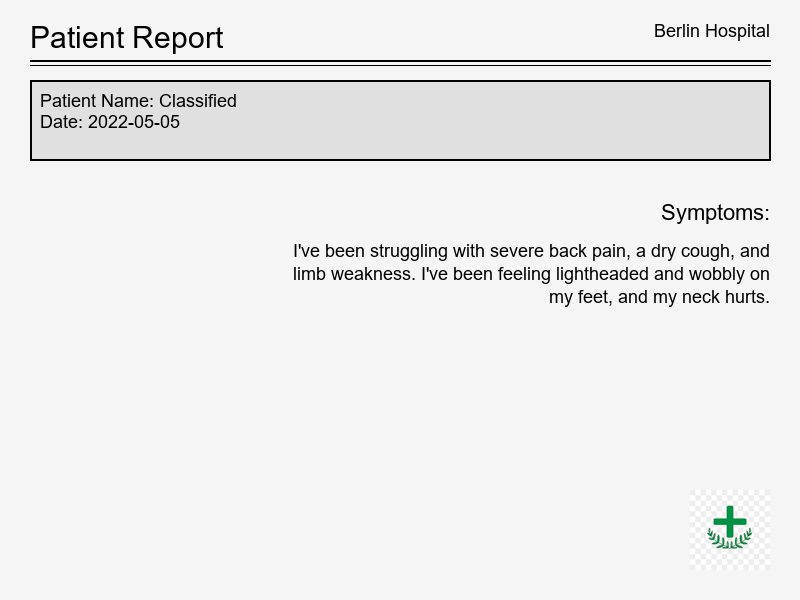 Patient Report
Berlin Hospital
Patient Name: Classified
Date: 2022-05-05
Symptoms:
I've been struggling with severe back pain, a dry cough, and
limb weakness. I've been feeling lightheaded and wobbly on
my feet, and my neck hurts.